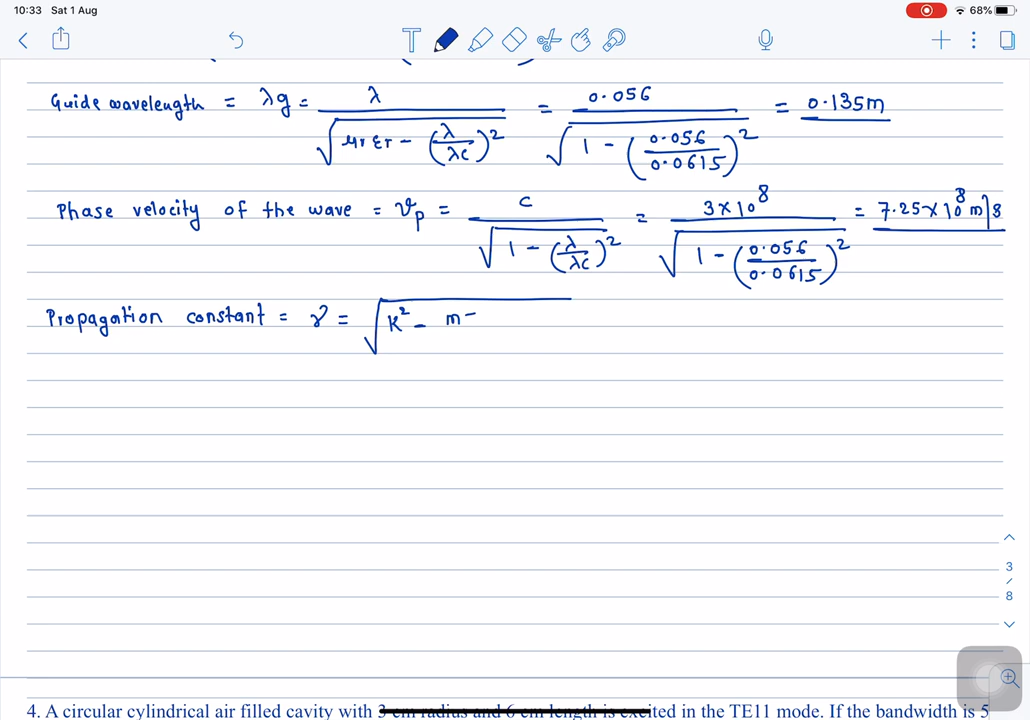 10:33 Sat 1 Aug 68%
T
Guide wavelength = λg = λ / √(μr εr − (λ/λc)²) = 0.056 / √(1 − (0.056/0.0615)²) = 0.135m
Phase velocity of the wave = νp = c / √(1 − (λ/λc)²) = 3×10⁸ / √(1 − (0.056/0.0615)²) = 7.25×10⁸ m/s
Propagation constant = γ = √(K² − m
3
/
8
4. A circular cylindrical air filled cavity with 3 cm radius and 6 cm length is excited in the TE11 mode. If the bandwidth is 5